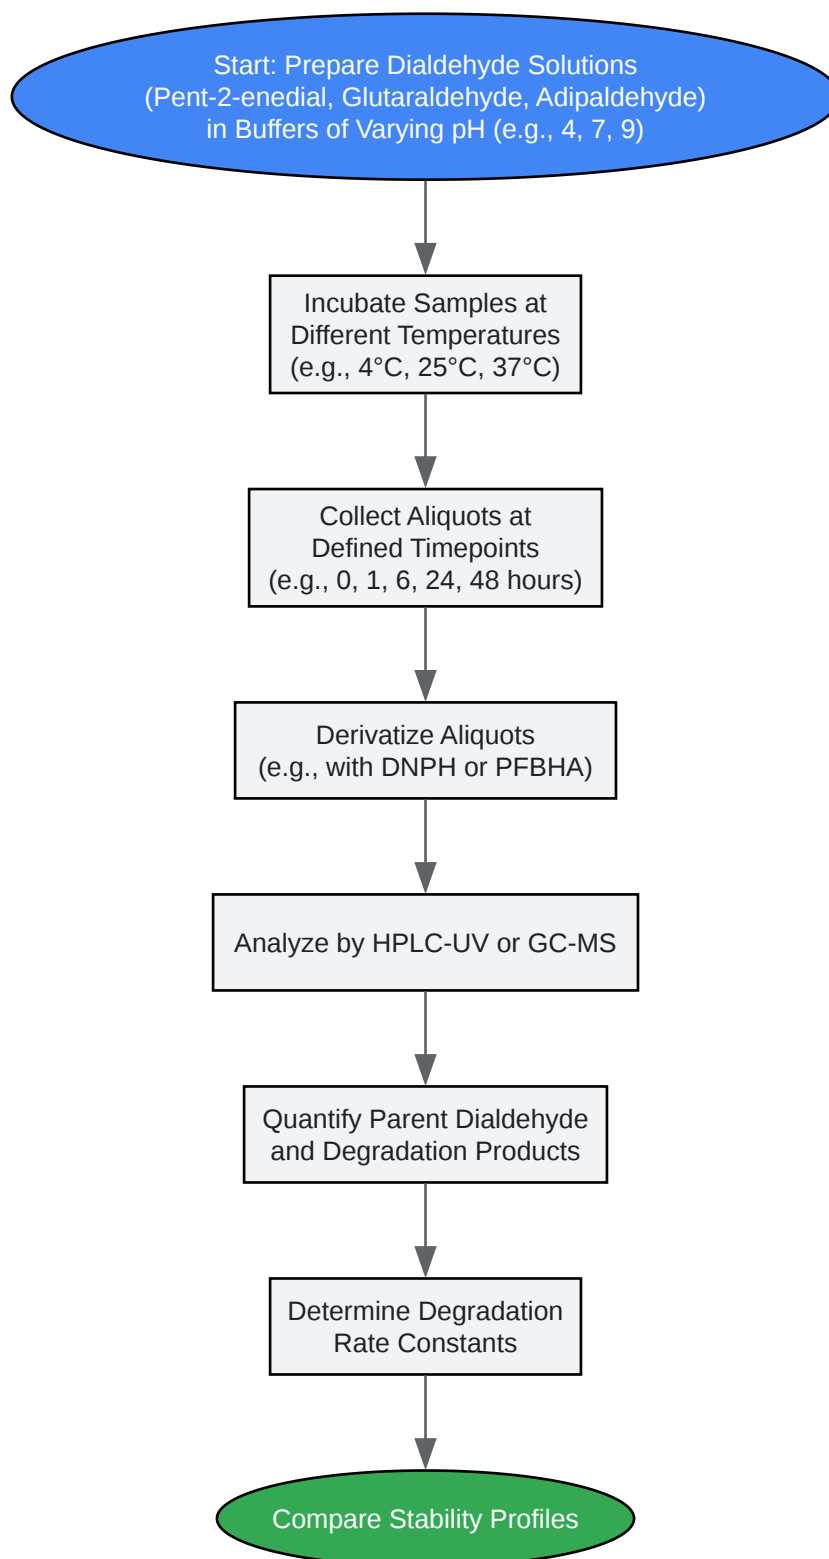 Start: Prepare Dialdehyde Solutions
(Pent-2-enedial, Glutaraldehyde, Adipaldehyde)
in Buffers of Varying pH (e.g., 4, 7, 9)
Incubate Samples at
Different Temperatures
(e.g., 4°C, 25°C, 37°C)
Collect Aliquots at
Defined Timepoints
(e.g., 0, 1, 6, 24, 48 hours)
Derivatize Aliquots
(e.g., with DNPH or PFBHA)
Analyze by HPLC-UV or GC-MS
Quantify Parent Dialdehyde
and Degradation Products
Determine Degradation
Rate Constants
Compare Stability Profiles